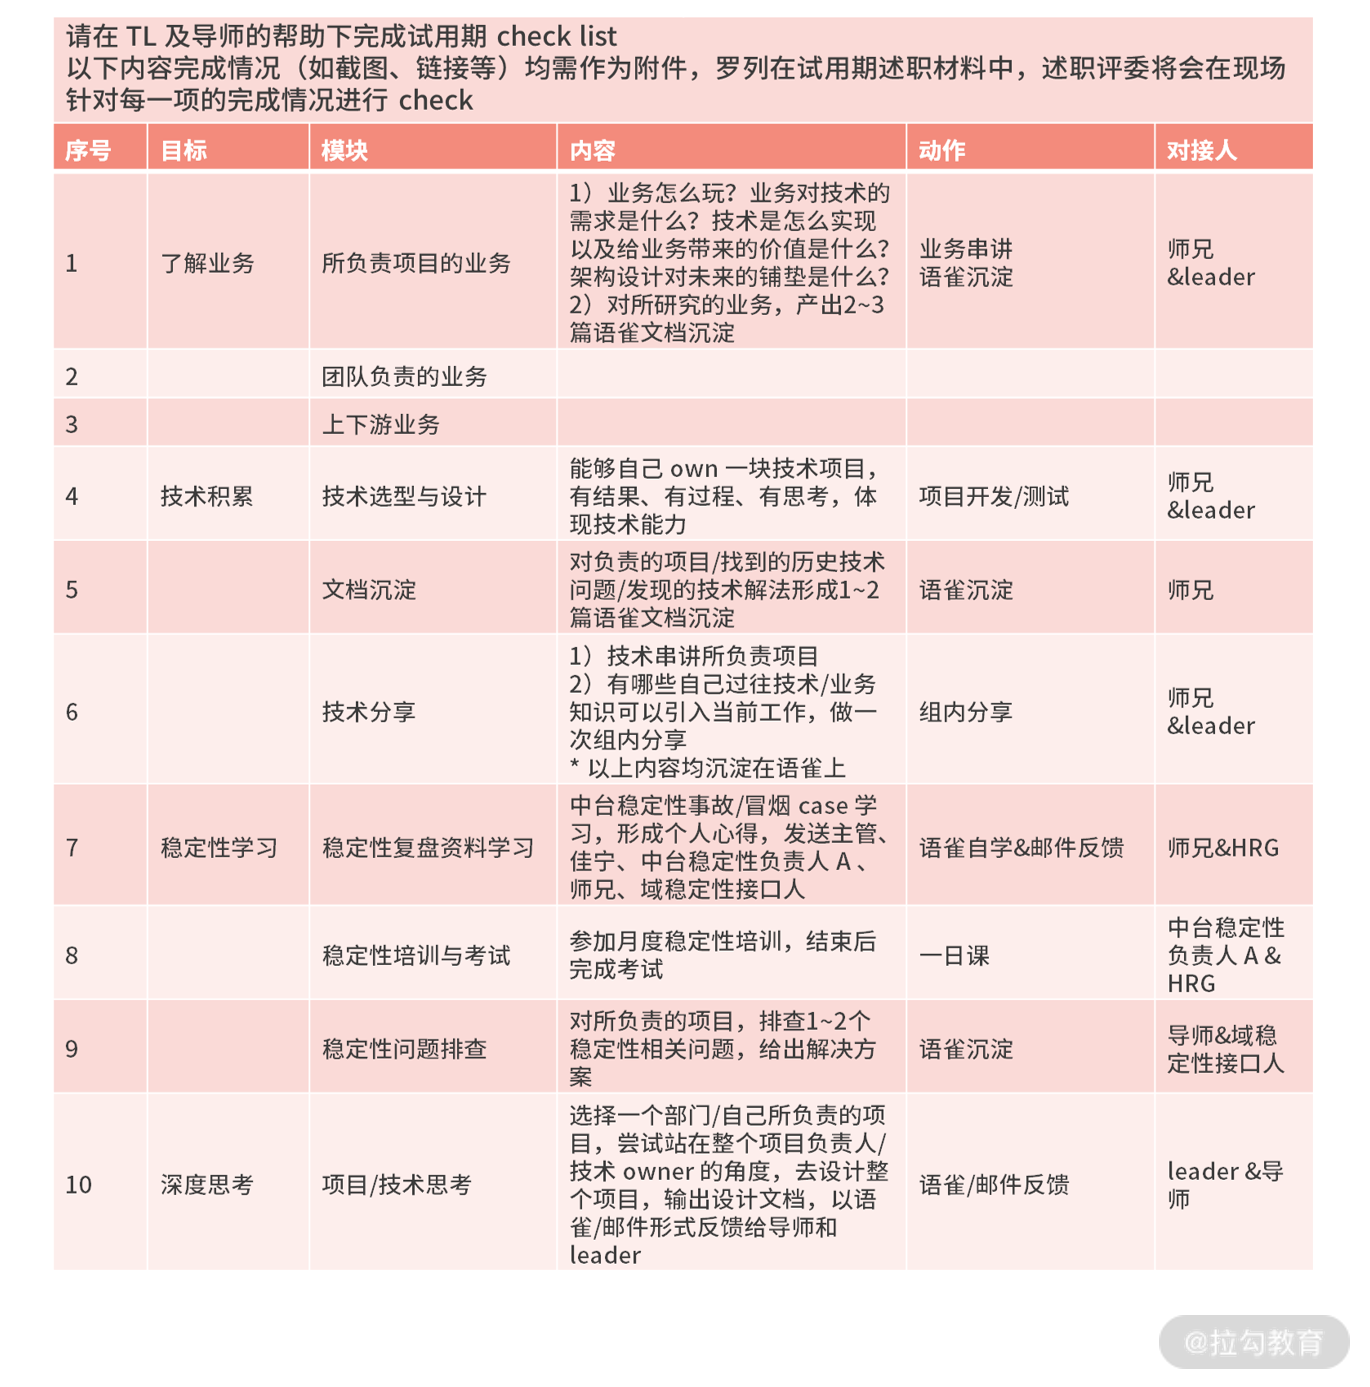 请在 TL 及导师的帮助下完成试用期 check list
以下内容完成情况（如截图、链接等）均需作为附件，罗列在试用期述职材料中，述职评委将会在现场
针对每一项的完成情况进行 check
序号 目标 模块 内容 动作 对接人
1 了解业务 所负责项目的业务
1）业务怎么玩？业务对技术的
需求是什么？技术是怎么实现
以及给业务带来的价值是什么？
架构设计对未来的铺垫是什么？
2）对所研究的业务，产出2~3
篇语雀文档沉淀
业务串讲
语雀沉淀
师兄
&leader
2 团队负责的业务
3 上下游业务
4 技术积累 技术选型与设计
能够自己 own 一块技术项目，
有结果、有过程、有思考，体
现技术能力
项目开发/测试
师兄
&leader
5 文档沉淀
对负责的项目/找到的历史技术
问题/发现的技术解法形成1~2
篇语雀文档沉淀
语雀沉淀
师兄
6 技术分享
1）技术串讲所负责项目
2）有哪些自己过往技术/业务
知识可以引入当前工作，做一
次组内分享
* 以上内容均沉淀在语雀上
组内分享
师兄
&leader
7 稳定性学习 稳定性复盘资料学习
中台稳定性事故/冒烟 case 学
习，形成个人心得，发送主管、
佳宁、中台稳定性负责人 A 、
师兄、域稳定性接口人
语雀自学&邮件反馈
师兄&HRG
8 稳定性培训与考试
参加月度稳定性培训，结束后
完成考试
一日课
中台稳定性
负责人 A &
HRG
9 稳定性问题排查
对所负责的项目，排查1~2个
稳定性相关问题，给出解决方
案
语雀沉淀
导师&域稳
定性接口人
10 深度思考 项目/技术思考
选择一个部门/自己所负责的项
目，尝试站在整个项目负责人/
技术 owner 的角度，去设计整
个项目，输出设计文档，以语
雀/邮件形式反馈给导师和
leader
语雀/邮件反馈
leader &导
师
@拉勾教育